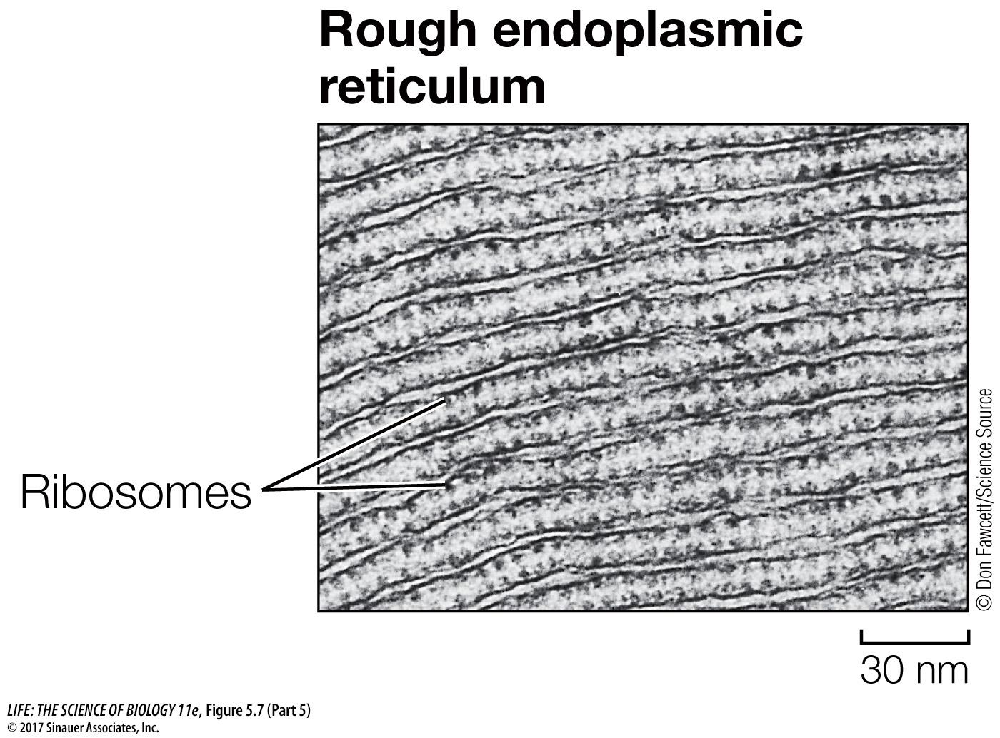 Rough endoplasmic
reticulum
Ribosomes
© Don Fawcett/Science Source
30 nm
LIFE: THE SCIENCE OF BIOLOGY 11e, Figure 5.7 (Part 5)
© 2017 Sinauer Associates, Inc.